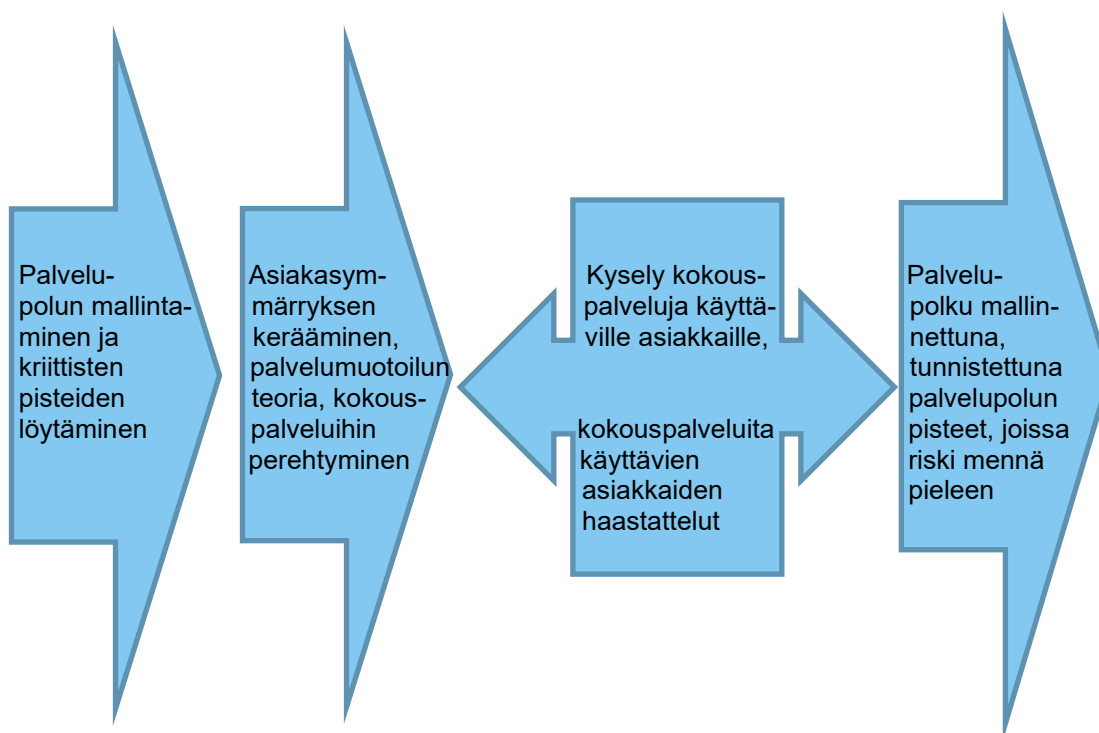 Palvelu-
polun mallinta-
minen ja
kriittisten
pisteiden
löytäminen
Asiakasym-
märryksen
kerääminen,
palvelumuotoilun
teoria, kokous-
palveluihin
perehtyminen
Kysely kokous-
palveluja käyttä-
ville asiakkaille,
kokouspalveluita
käyttävien
asiakkaiden
haastattelut
Palvelu-
polku mallin-
nettuna,
tunnistettuna
palvelupolun
pisteet, joissa
riski mennä
pieleen